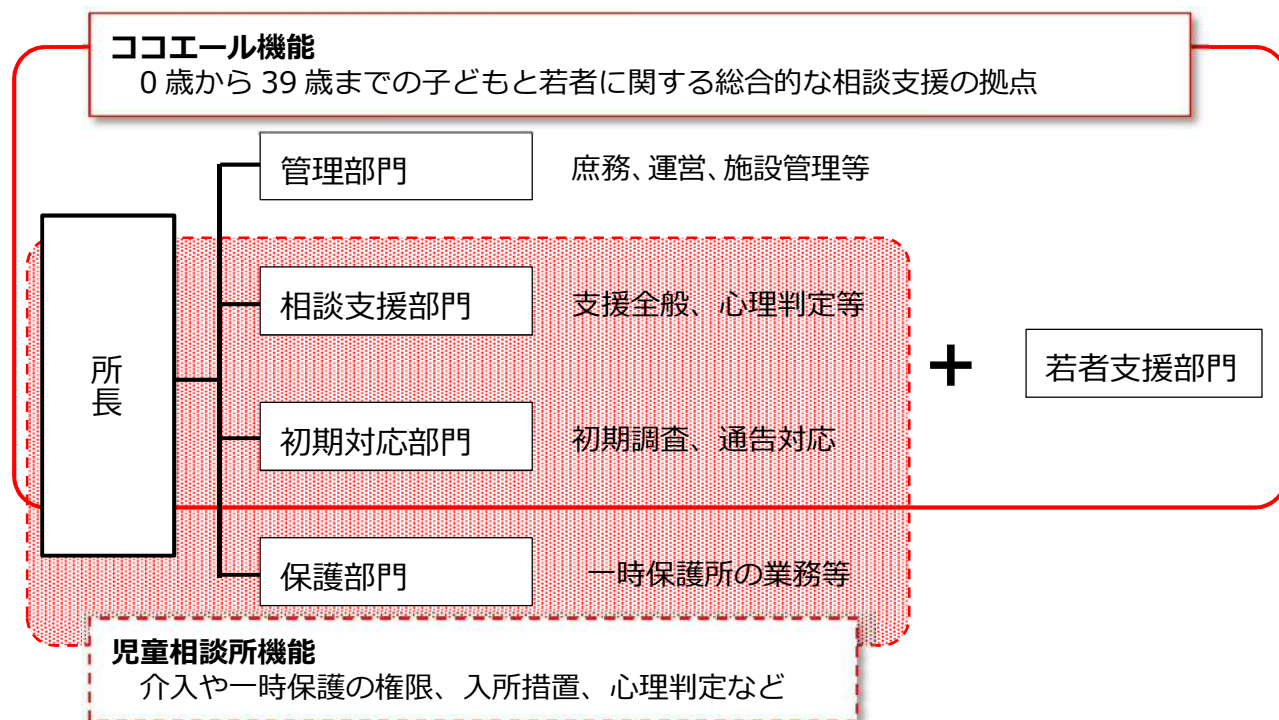 ココエール機能
0 歳から 39 歳までの子どもと若者に関する総合的な相談支援の拠点
管理部門
庶務、運営、施設管理等
所長
相談支援部門
支援全般、心理判定等
+
若者支援部門
初期対応部門
初期調査、通告対応
保護部門
一時保護所の業務等
児童相談所機能
介入や一時保護の権限、入所措置、心理判定など